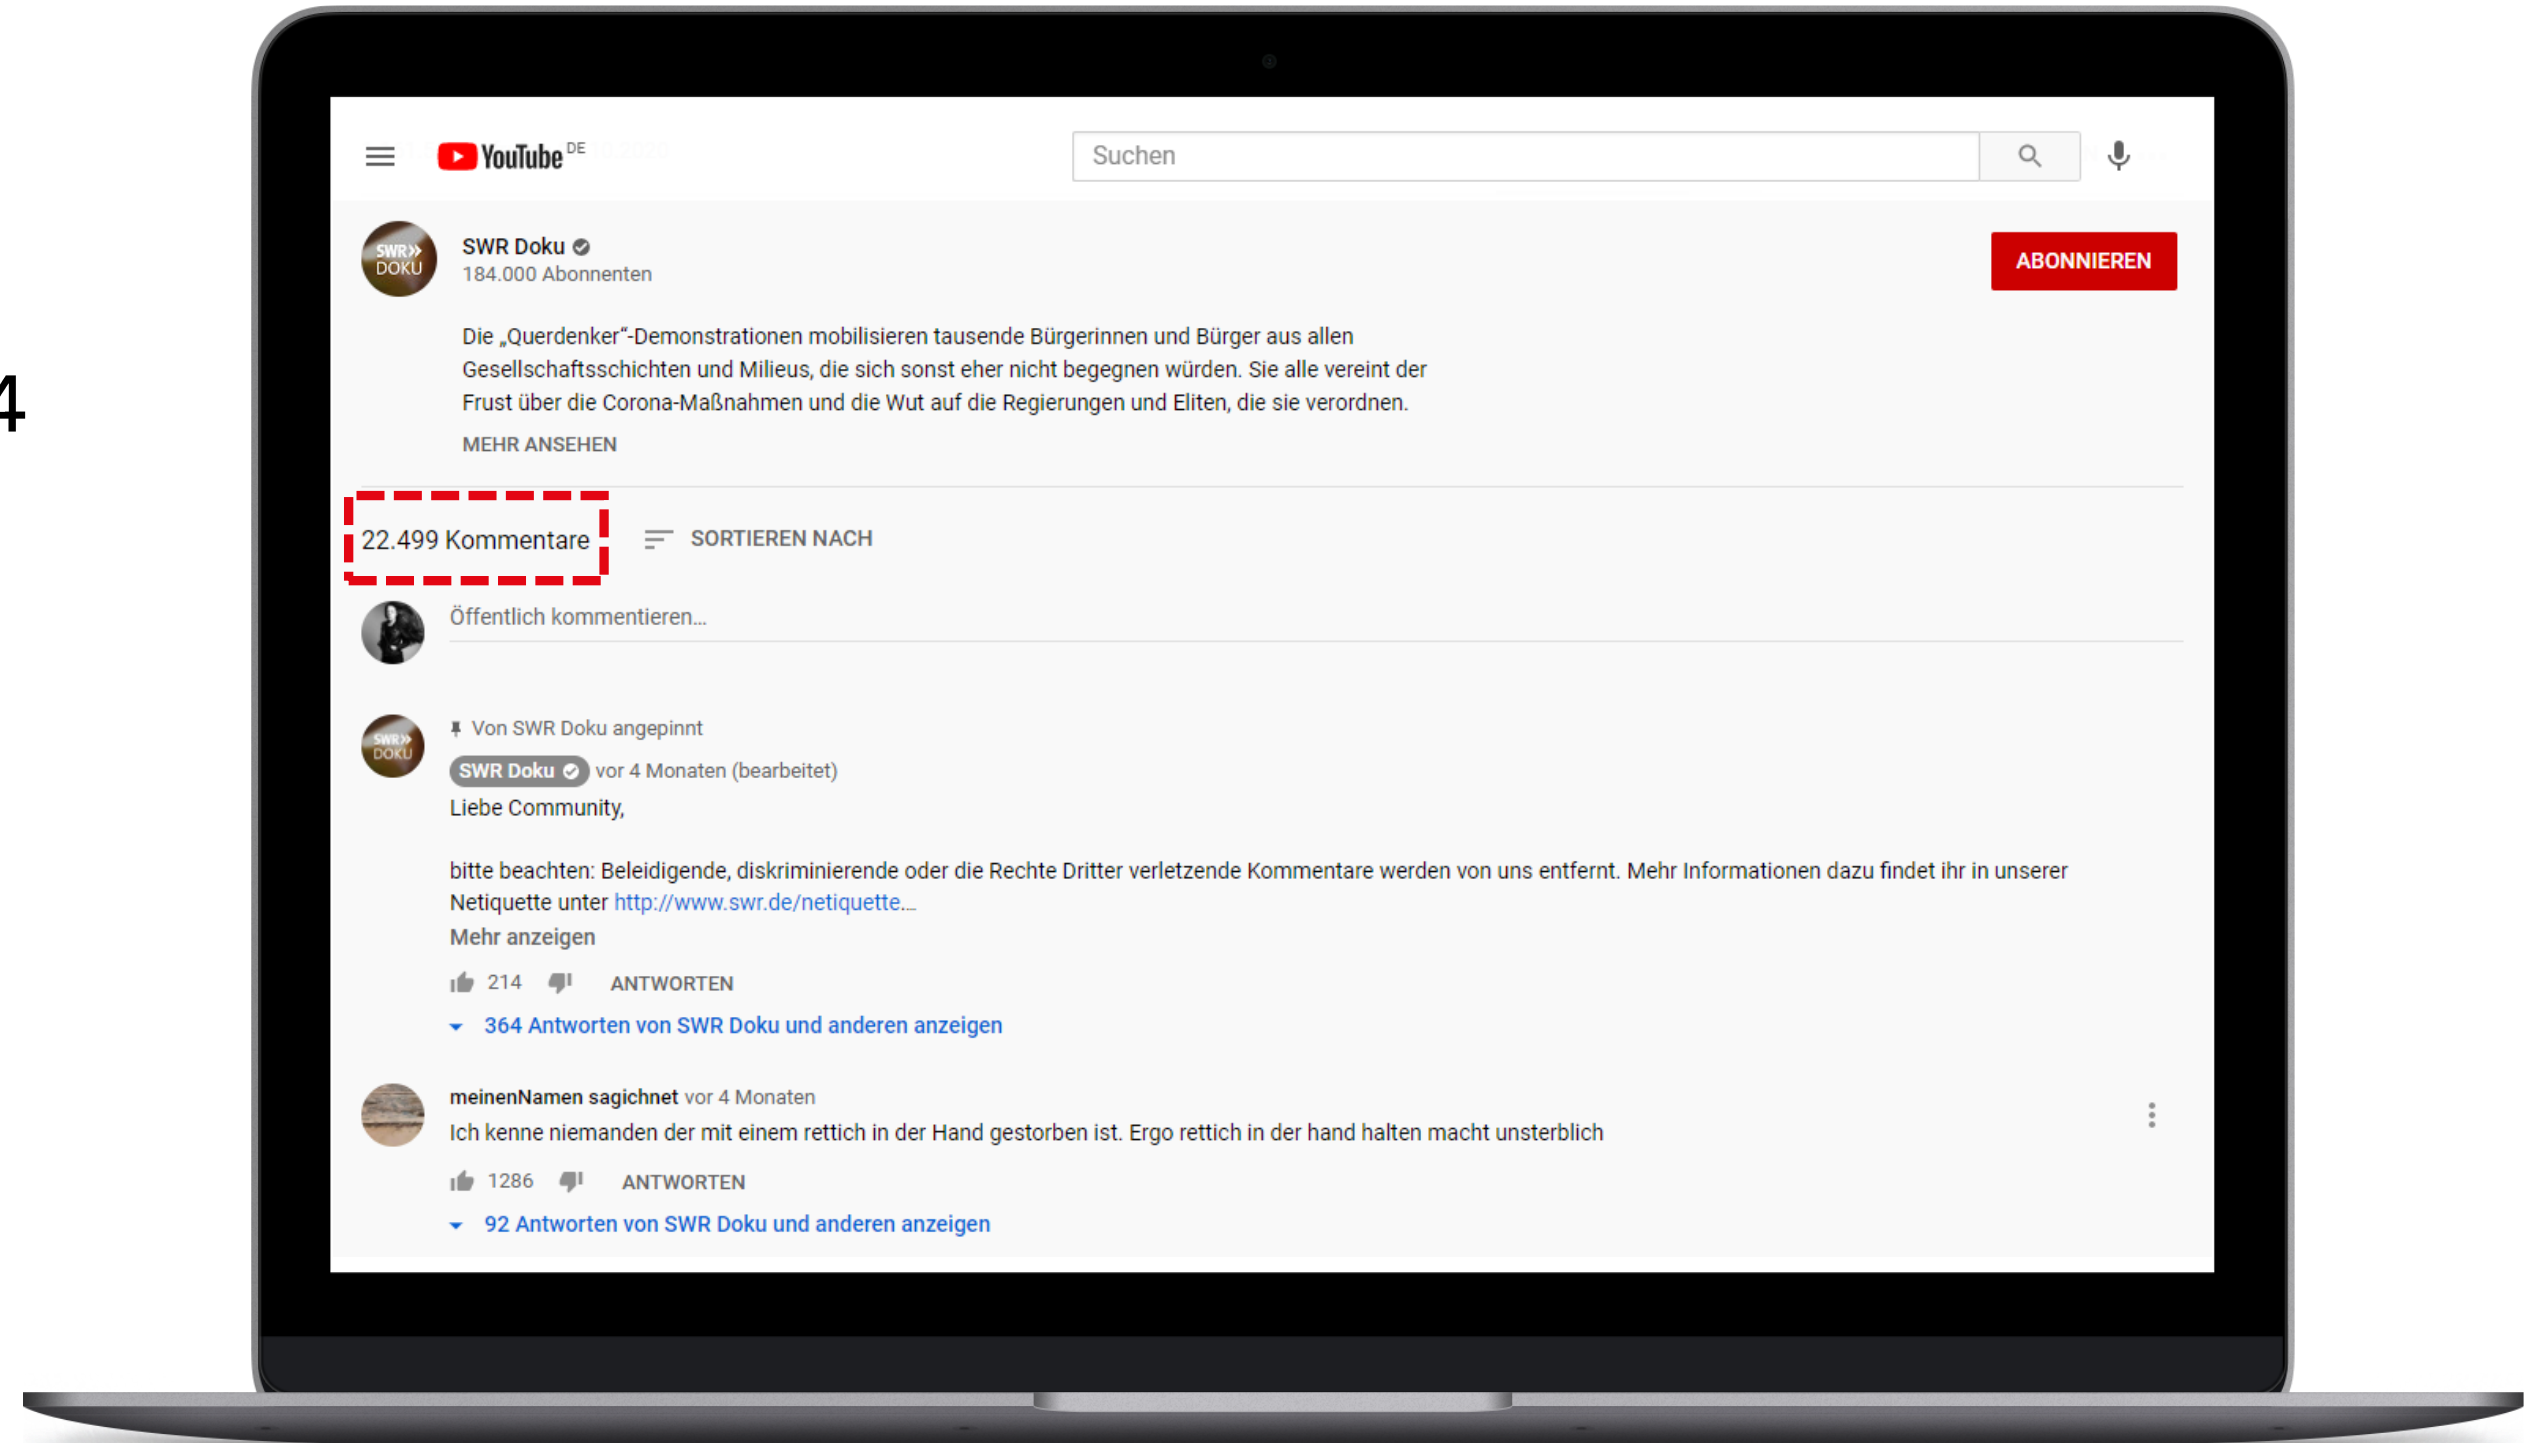 YouTube DE
Suchen
SWR»
DOKU
SWR Doku
184.000 Abonnenten
ABONNIEREN
Die „Querdenker“-Demonstrationen mobilisieren tausende Bürgerinnen und Bürger aus allen
Gesellschaftsschichten und Milieus, die sich sonst eher nicht begegnen würden. Sie alle vereint der
Frust über die Corona-Maßnahmen und die Wut auf die Regierungen und Eliten, die sie verordnen.
4
MEHR ANSEHEN
22.499 Kommentare
SORTIEREN NACH
Öffentlich kommentieren...
Von SWR Doku angepinnt
SWR»
DOKU
SWR Doku vor 4 Monaten (bearbeitet)
Liebe Community,
bitte beachten: Beleidigende, diskriminierende oder die Rechte Dritter verletzende Kommentare werden von uns entfernt. Mehr Informationen dazu findet ihr in unserer
Netiquette unter http://www.swr.de/netiquette...
Mehr anzeigen
214 ANTWORTEN
364 Antworten von SWR Doku und anderen anzeigen
meinenNamen sagichnet vor 4 Monaten
Ich kenne niemanden der mit einem rettich in der Hand gestorben ist. Ergo rettich in der hand halten macht unsterblich
1286 ANTWORTEN
92 Antworten von SWR Doku und anderen anzeigen